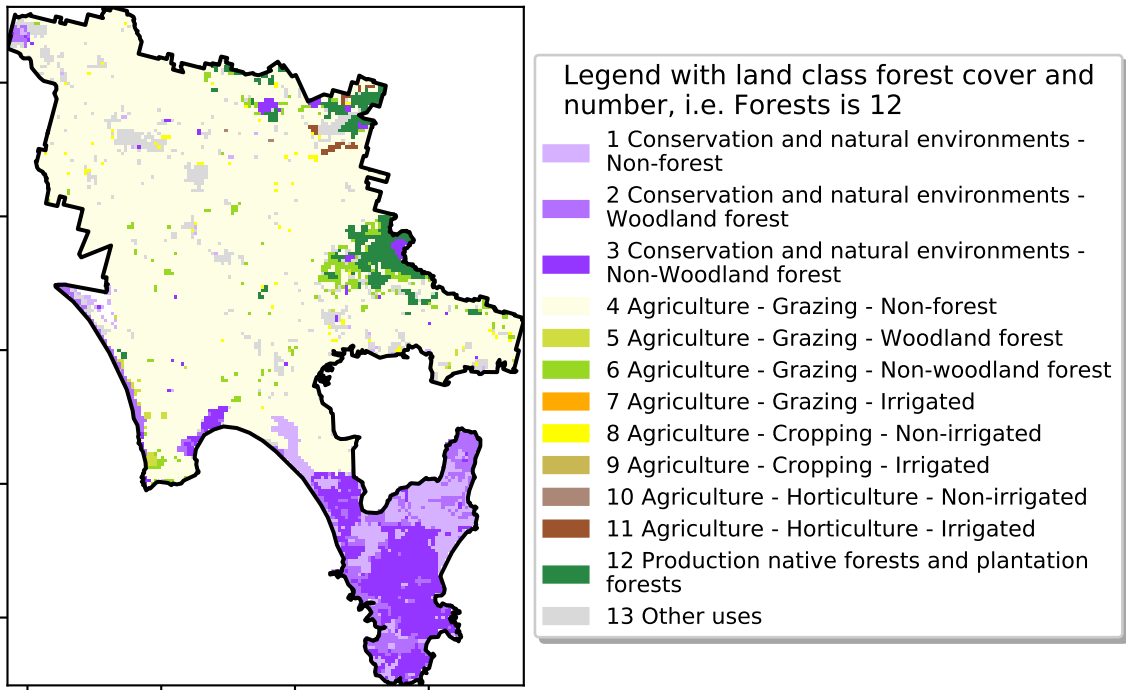 Legend with land class forest cover and
number, i.e. Forests is 12
1 Conservation and natural environments -
Non-forest
2 Conservation and natural environments -
Woodland forest
3 Conservation and natural environments -
Non-Woodland forest
4 Agriculture - Grazing - Non-forest
5 Agriculture - Grazing - Woodland forest
6 Agriculture - Grazing - Non-woodland forest
7 Agriculture - Grazing - Irrigated
8 Agriculture - Cropping - Non-irrigated
9 Agriculture - Cropping - Irrigated
10 Agriculture - Horticulture - Non-irrigated
11 Agriculture - Horticulture - Irrigated
12 Production native forests and plantation
forests
13 Other uses